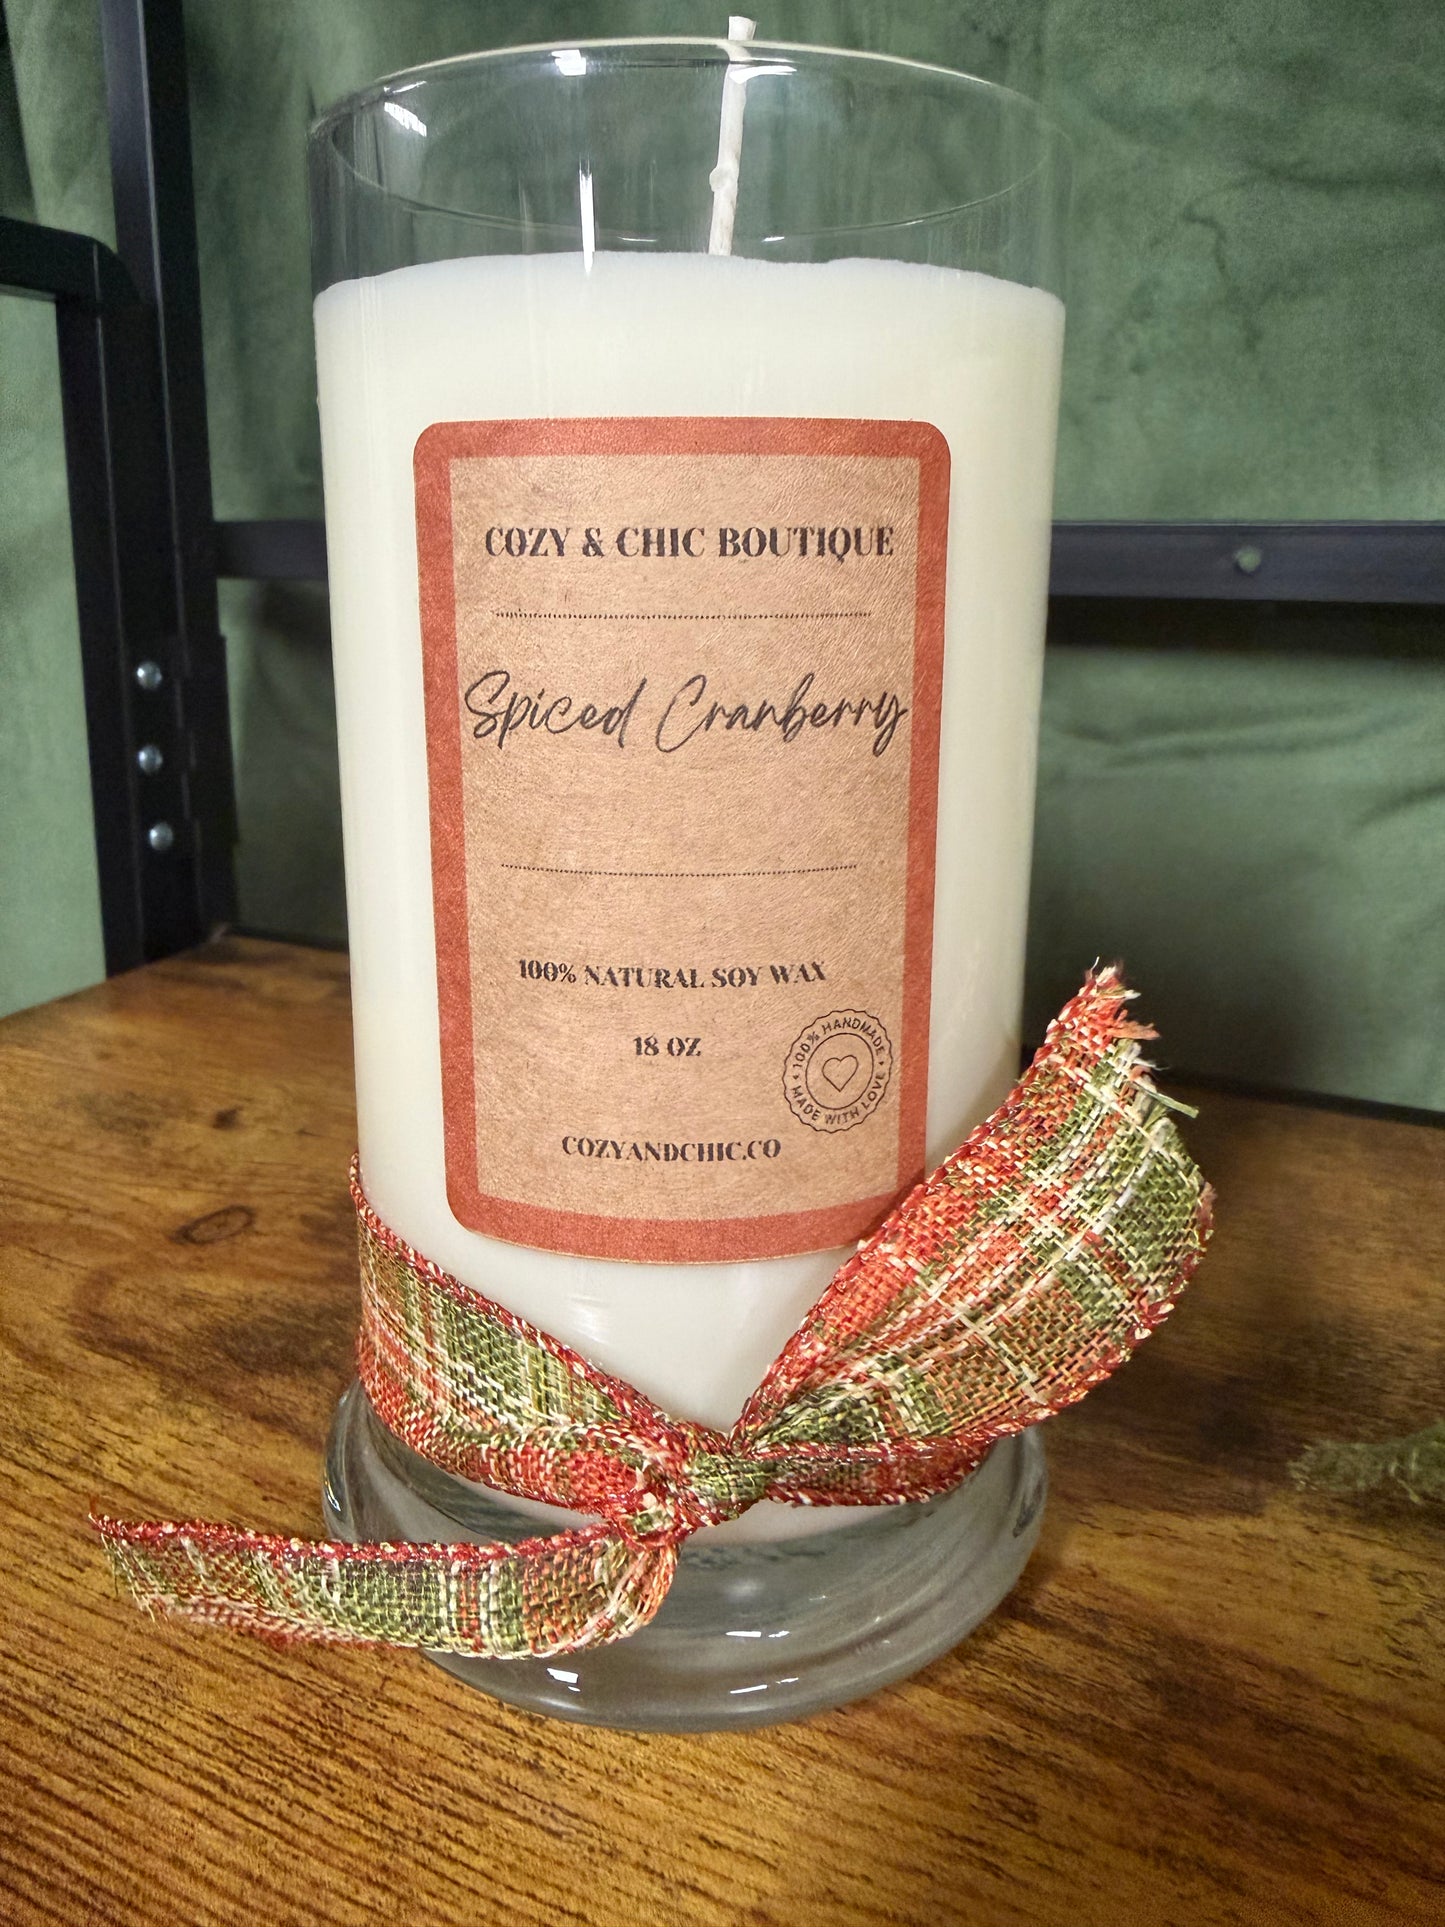 COZY & CHIC BOUTIQUE
Spiced Cranberry
100% NATURAL SOY WAX
18 OZ
100% HANDMADE
MADE WITH LOVE
COZYANDCHIC.CO